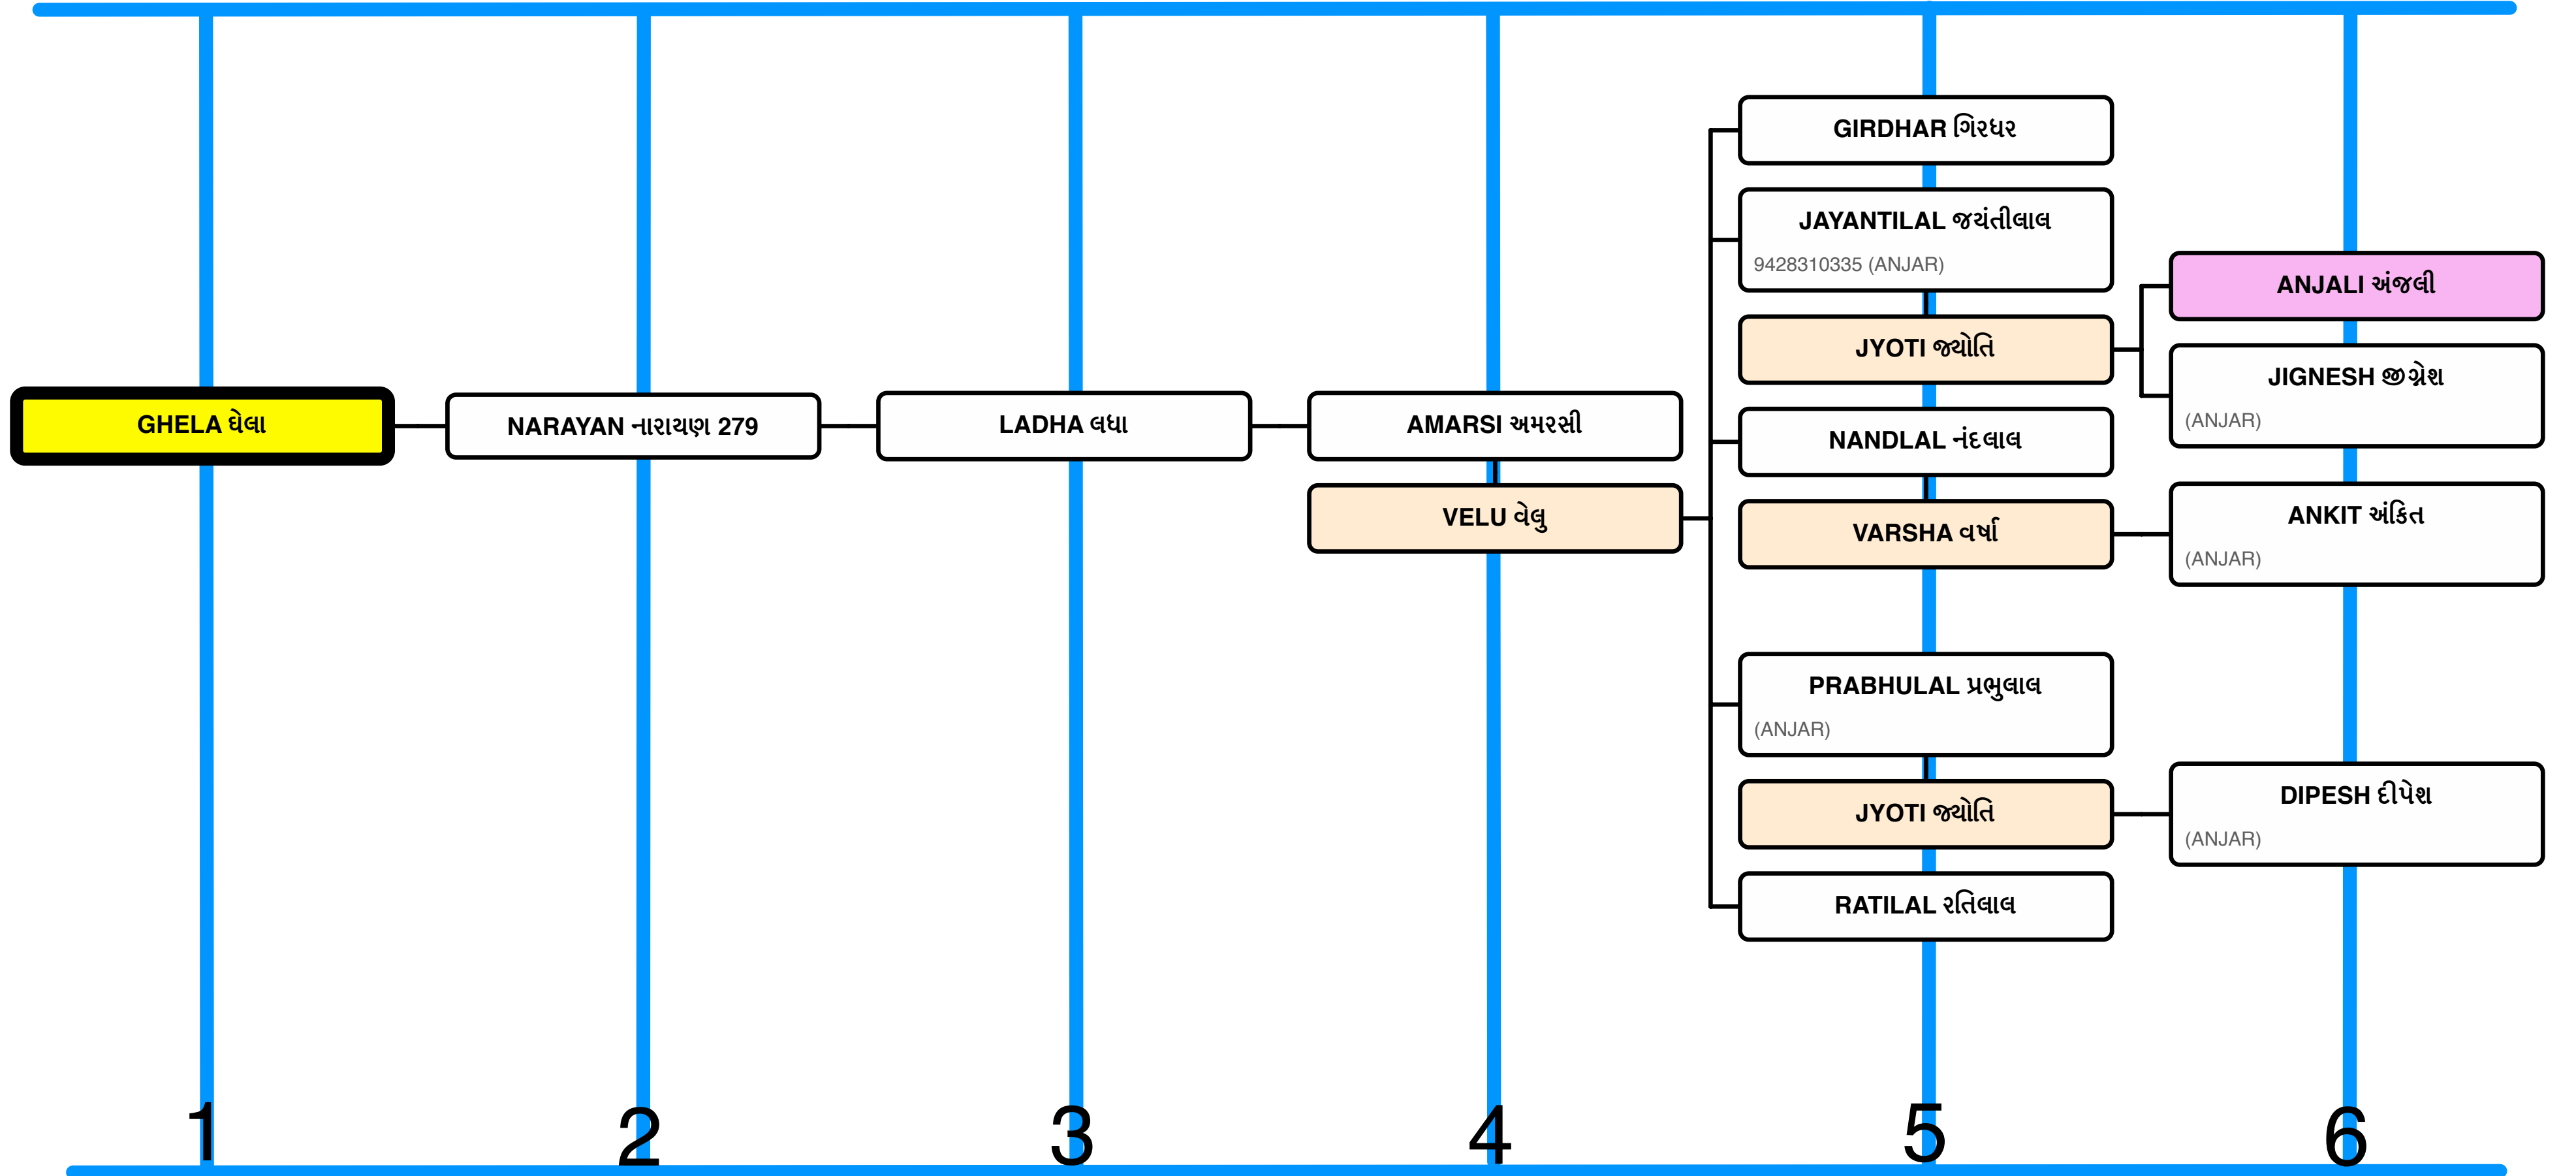 GHELA ઘેલા
NARAYAN નારાયણ 279
LADHA લધા
AMARSI અમરસી
VELU વેલુ
GIRDHAR ગિરધર
JAYANTILAL જયંતીલાલ
9428310335 (ANJAR)
JYOTI જ્યોતિ
NANDLAL નંદલાલ
VARSHA વર્ષા
PRABHULAL પ્રભુલાલ
(ANJAR)
JYOTI જ્યોતિ
RATILAL રતિલાલ
ANJALI અંજલી
JIGNESH જીગ્નેશ
(ANJAR)
ANKIT અંકિત
(ANJAR)
DIPESH દીપેશ
(ANJAR)
1
2
3
4
5
6